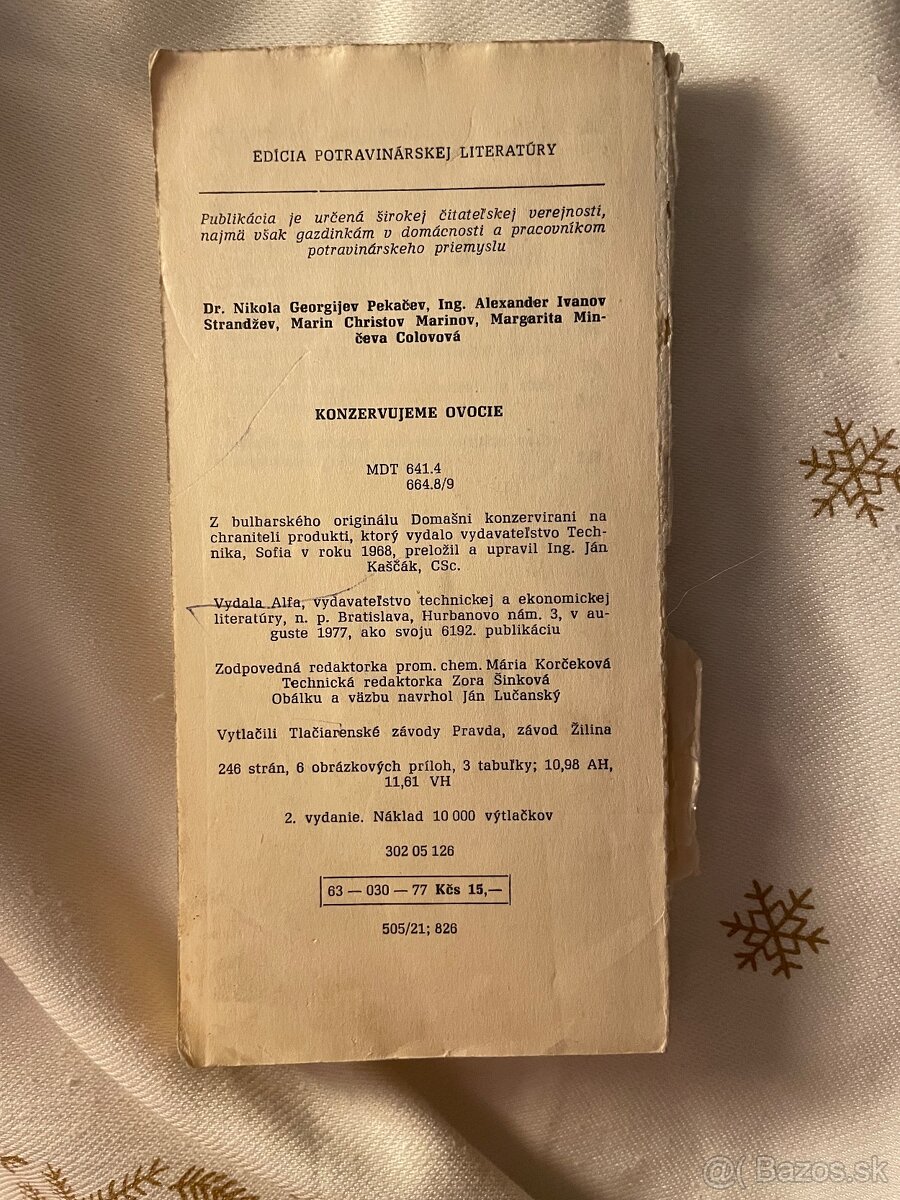 EDÍCIA POTRAVINÁRSKEJ LITERATÚRY
Publikácia je určená širokej čitateľskej verejnosti,
najmä však gazdinkám v domácnosti a pracovníkom
potravinárskeho priemyslu
Dr. Nikola Georgijev Pekačev, Ing. Alexander Ivanov
Strandžev, Marin Christov Marinov, Margarita Min-
čeva Colovová
KONZERVUJEME OVOCIE
MDT 641.4
664.8/9
Z bulharského originálu Domašni konzervirani na
chraniteli produkti, ktorý vydalo vydavateľstvo Tech-
nika, Sofia v roku 1968, preložil a upravil Ing. Ján
Kaščák, CSc.
Vydala Alfa, vydavateľstvo technickej a ekonomickej
literatúry, n. p. Bratislava, Hurbanovo nám. 3, v au-
guste 1977, ako svoju 6192. publikáciu
Zodpovedná redaktorka prom. chem. Mária Korčeková
Technická redaktorka Zora Šinková
Obálku a väzbu navrhol Ján Lučanský
Vytlačili Tlačiarenské závody Pravda, závod Žilina
246 strán, 6 obrázkových príloh, 3 tabuľky; 10,98 AH,
11,61 VH
2. vydanie. Náklad 10 000 výtlačkov
302 05 126
63 — 030 — 77 Kčs 15,—
505/21; 826
@( Bazos.sk